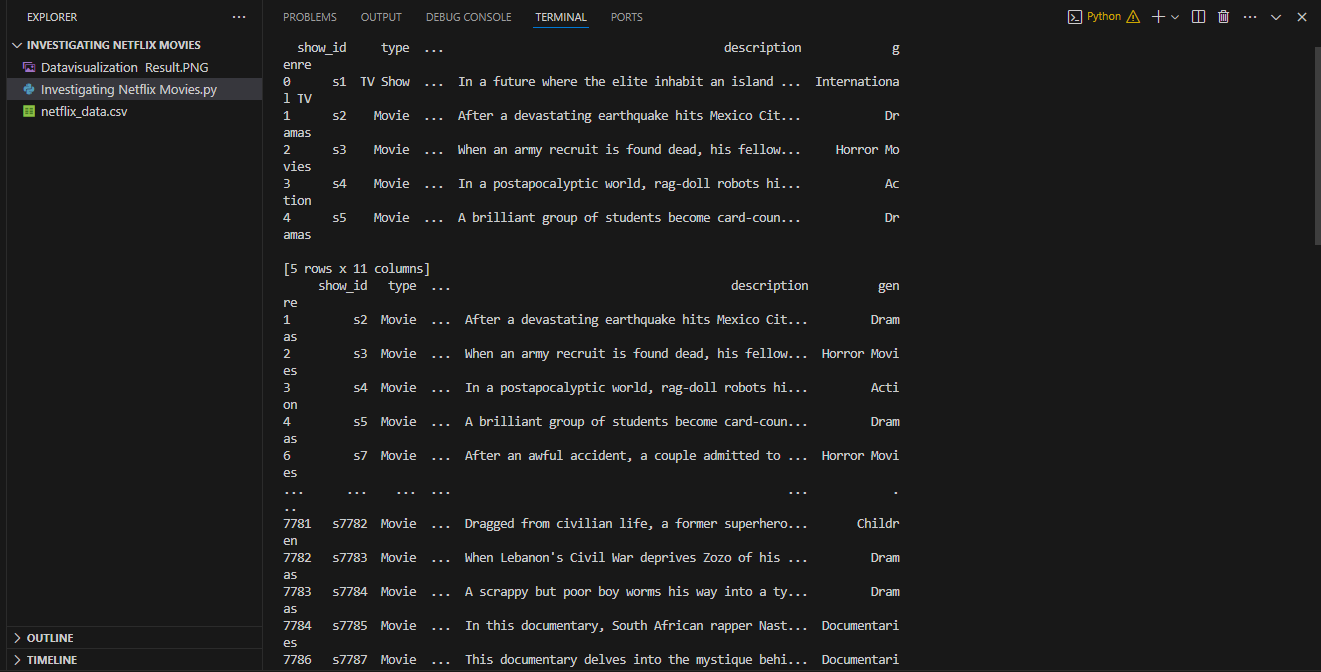 EXPLORER
...
PROBLEMS OUTPUT DEBUG CONSOLE TERMINAL PORTS
Python
...
INVESTIGATING NETFLIX MOVIES
Datavisualization Result.PNG
Investigating Netflix Movies.py
netflix_data.csv
OUTLINE
TIMELINE
show_id type ... description g
enre
0 s1 TV Show ... In a future where the elite inhabit an island ... Internationa
l TV
1 s2 Movie ... After a devastating earthquake hits Mexico Cit... Dr
amas
2 s3 Movie ... When an army recruit is found dead, his fellow... Horror Mo
vies
3 s4 Movie ... In a postapocalyptic world, rag-doll robots hi... Ac
tion
4 s5 Movie ... A brilliant group of students become card-coun... Dr
amas
[5 rows x 11 columns]
show_id type ... description gen
re
1 s2 Movie ... After a devastating earthquake hits Mexico Cit... Dram
as
2 s3 Movie ... When an army recruit is found dead, his fellow... Horror Movi
es
3 s4 Movie ... In a postapocalyptic world, rag-doll robots hi... Acti
on
4 s5 Movie ... A brilliant group of students become card-coun... Dram
as
6 s7 Movie ... After an awful accident, a couple admitted to ... Horror Movi
es
... ... ... ... ... .
..
7781 s7782 Movie ... Dragged from civilian life, a former superhero... Childr
en
7782 s7783 Movie ... When Lebanon's Civil War deprives Zozo of his ... Dram
as
7783 s7784 Movie ... A scrappy but poor boy worms his way into a ty... Dram
as
7784 s7785 Movie ... In this documentary, South African rapper Nast... Documentari
es
7786 s7787 Movie ... This documentary delves into the mystique behi... Documentari